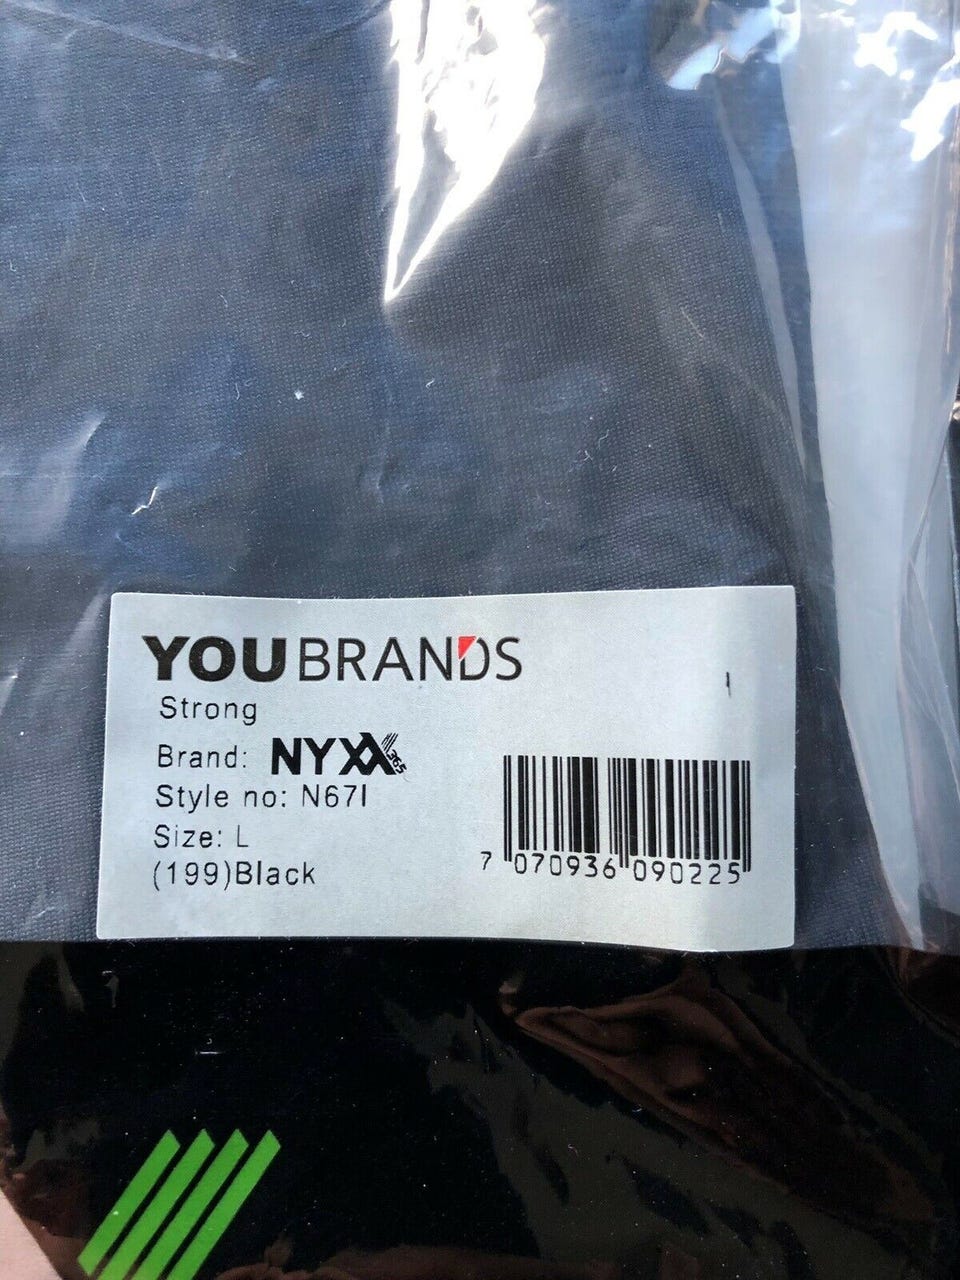 YOUBRANDS
Strong
Brand: NYXX 365
Style no: N67I
Size: L
(199)Black
7 070936 090225